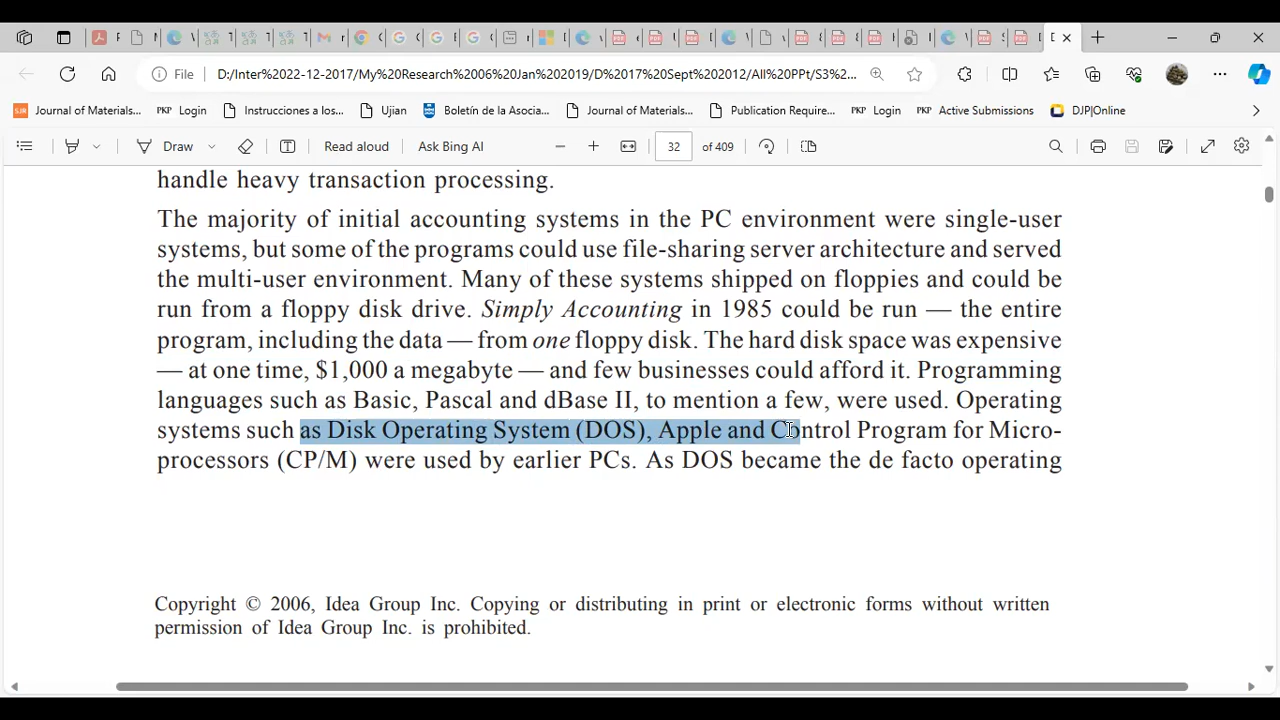 File
D:/Inter%2022-12-2017/My%20Research%2006%20Jan%202019/D%2017%20Sept%202012/All%20PPt/S3%2...
SJIS Journal of Materials...
PKP Login
Instrucciones a los...
Ujian
Boletín de la Asocia...
Journal of Materials...
Publication Require...
PKP Login
PKP Active Submissions
DJP|Online
Draw
Read aloud
Ask Bing AI
32 of 409
handle heavy transaction processing.
The majority of initial accounting systems in the PC environment were single-user
systems, but some of the programs could use file-sharing server architecture and served
the multi-user environment. Many of these systems shipped on floppies and could be
run from a floppy disk drive. Simply Accounting in 1985 could be run — the entire
program, including the data — from one floppy disk. The hard disk space was expensive
— at one time, $1,000 a megabyte — and few businesses could afford it. Programming
languages such as Basic, Pascal and dBase II, to mention a few, were used. Operating
systems such as Disk Operating System (DOS), Apple and Control Program for Micro-
processors (CP/M) were used by earlier PCs. As DOS became the de facto operating
Copyright © 2006, Idea Group Inc. Copying or distributing in print or electronic forms without written
permission of Idea Group Inc. is prohibited.